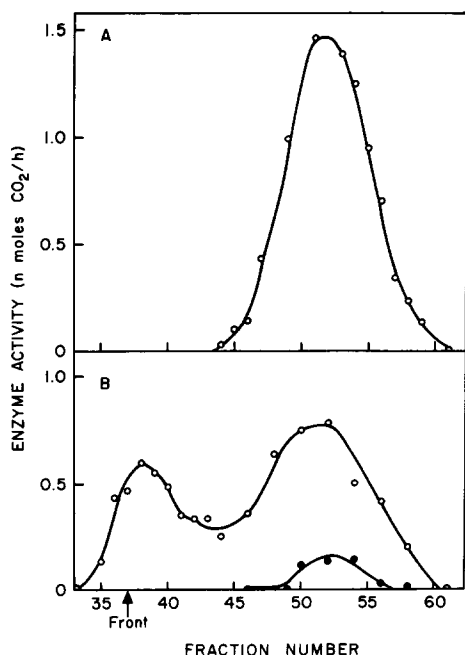 ENZYME ACTIVITY (n moles CO₂/h)
A
1.5
1.0
0.5
0
B
1.0
0.5
0
35 40 45 50 55 60
Front
FRACTION NUMBER